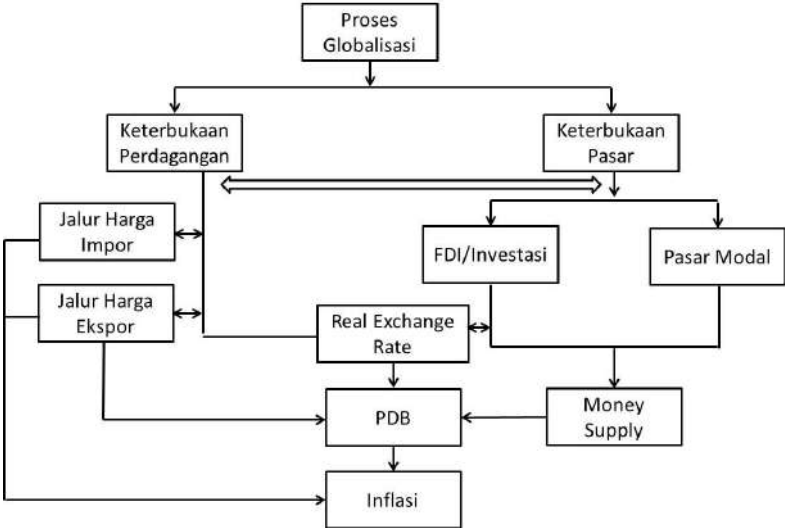 Proses
Globalisasi
Keterbukaan
Perdagangan
Keterbukaan
Pasar
Jalur Harga
Impor
FDI/Investasi
Pasar Modal
Jalur Harga
Ekspor
Real Exchange
Rate
PDB
Money
Supply
Inflasi